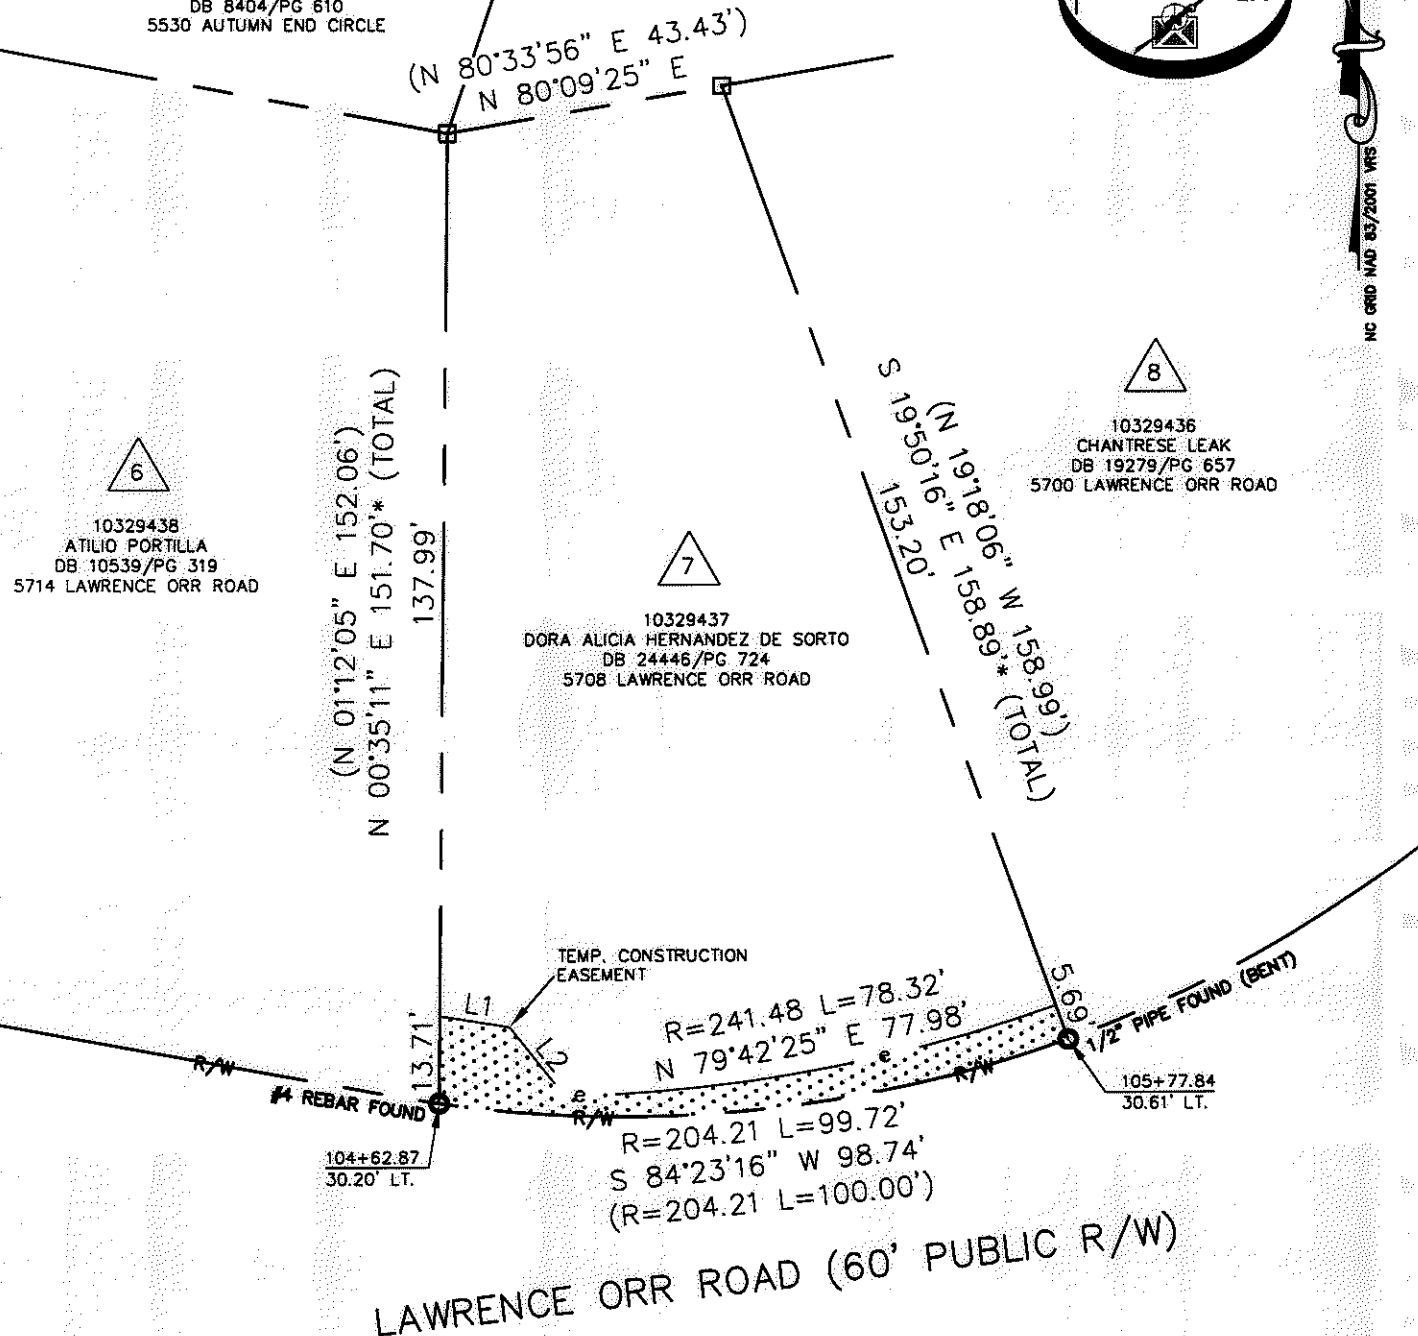 DB 8404/PG 610
5530 AUTUMN END CIRCLE
(N 80°33'56" E 43.43')
N 80°09'25" E
NC GRID NAD 83/2001 VRS
6
10329438
ATILIO PORTILLA
DB 10539/PG 319
5714 LAWRENCE ORR ROAD
(N 01°12'05" E 152.06')
N 00°35'11" E 151.70'* (TOTAL)
137.99'
7
10329437
DORA ALICIA HERNANDEZ DE SORTO
DB 24446/PG 724
5708 LAWRENCE ORR ROAD
(N 19°18'06" W 158.99')
S 19°50'16" E 158.89'* (TOTAL)
153.20'
8
10329436
CHANTRESE LEAK
DB 19279/PG 657
5700 LAWRENCE ORR ROAD
TEMP. CONSTRUCTION
EASEMENT
L1
L2
13.71'
R=241.48 L=78.32'
N 79°42'25" E 77.98'
5.69'
1/2" PIPE FOUND (BENT)
R/W
#4 REBAR FOUND
e
R/W
e
R/W
105+77.84
30.61' LT.
104+62.87
30.20' LT.
R=204.21 L=99.72'
S 84°23'16" W 98.74'
(R=204.21 L=100.00')
LAWRENCE ORR ROAD (60' PUBLIC R/W)